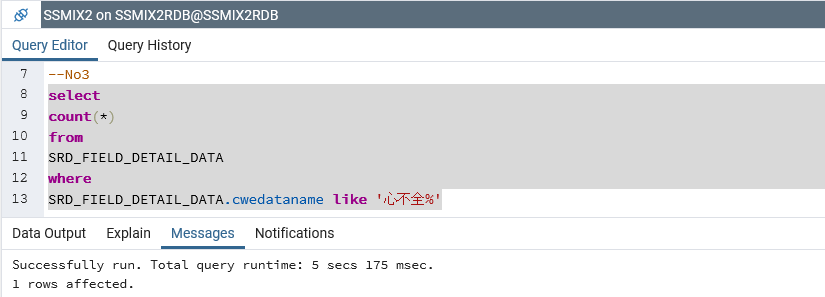 SSMIX2 on SSMIX2RDB@SSMIX2RDB
Query Editor Query History
7 --No3
8 select
9 count(*)
10 from
11 SRD_FIELD_DETAIL_DATA
12 where
13 SRD_FIELD_DETAIL_DATA.cwedataname like '心不全%'
Data Output Explain Messages Notifications
Successfully run. Total query runtime: 5 secs 175 msec.
1 rows affected.